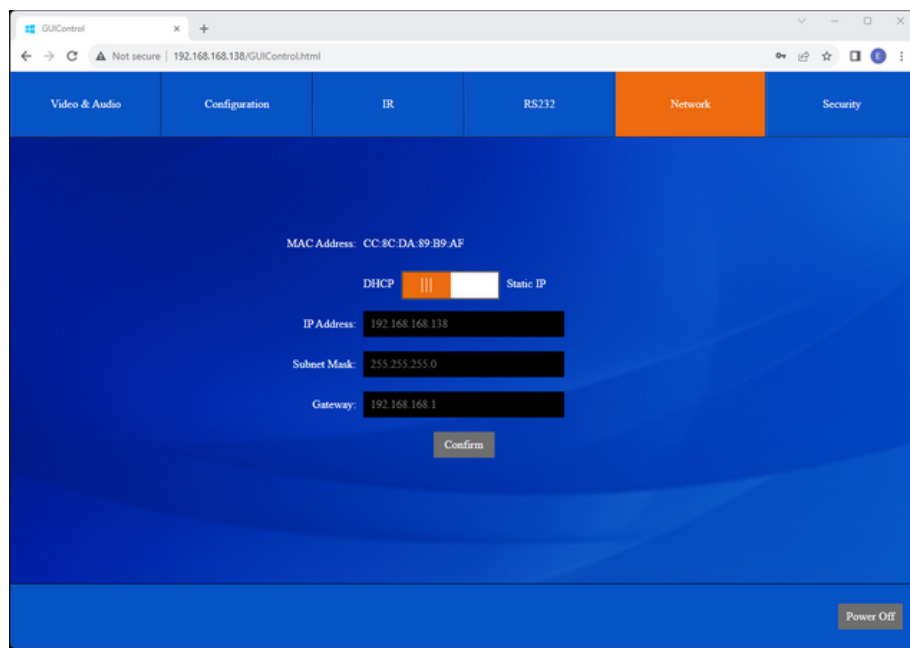 GUIControl
Not secure | 192.168.168.138/GUIControl.html
E
Video & Audio
Configuration
IR
RS232
Network
Security
MAC Address: CC:8C:DA:89:B9:AF
DHCP
Static IP
IP Address: 192.168.168.138
Subnet Mask: 255.255.255.0
Gateway: 192.168.168.1
Confirm
Power Off